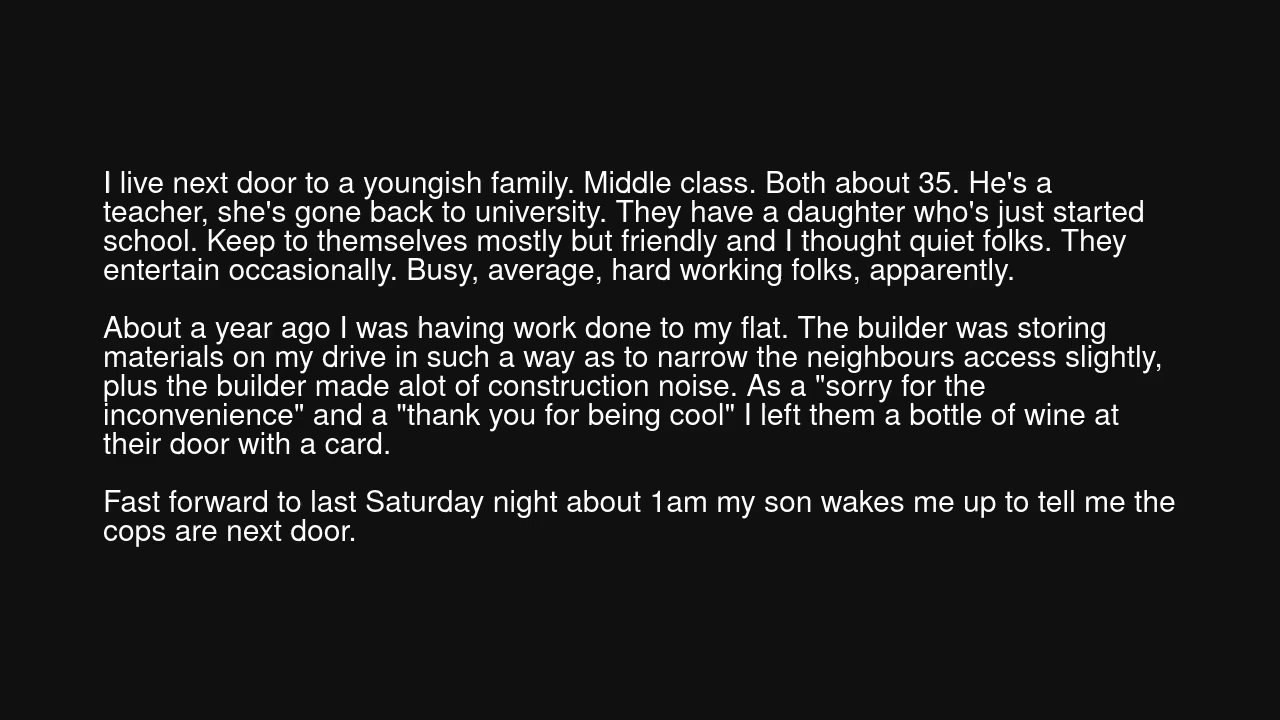 I live next door to a youngish family. Middle class. Both about 35. He's a
teacher, she's gone back to university. They have a daughter who's just started
school. Keep to themselves mostly but friendly and I thought quiet folks. They
entertain occasionally. Busy, average, hard working folks, apparently.
About a year ago I was having work done to my flat. The builder was storing
materials on my drive in such a way as to narrow the neighbours access slightly,
plus the builder made alot of construction noise. As a "sorry for the
inconvenience" and a "thank you for being cool" I left them a bottle of wine at
their door with a card.
Fast forward to last Saturday night about 1am my son wakes me up to tell me the
cops are next door.